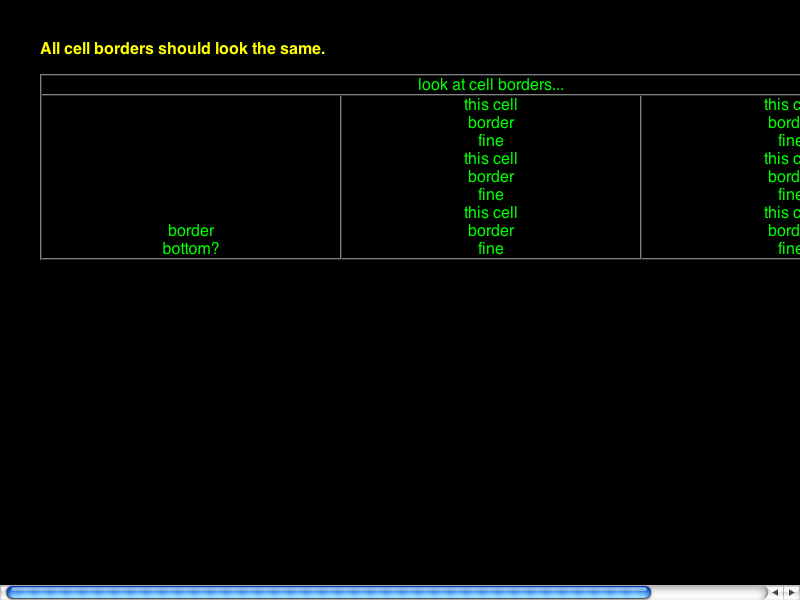 All cell borders should look the same.
look at cell borders...
border
bottom?
this cell
border
fine
this cell
border
fine
this cell
border
fine
this c
bord
fine
this c
bord
fine
this c
bord
fine